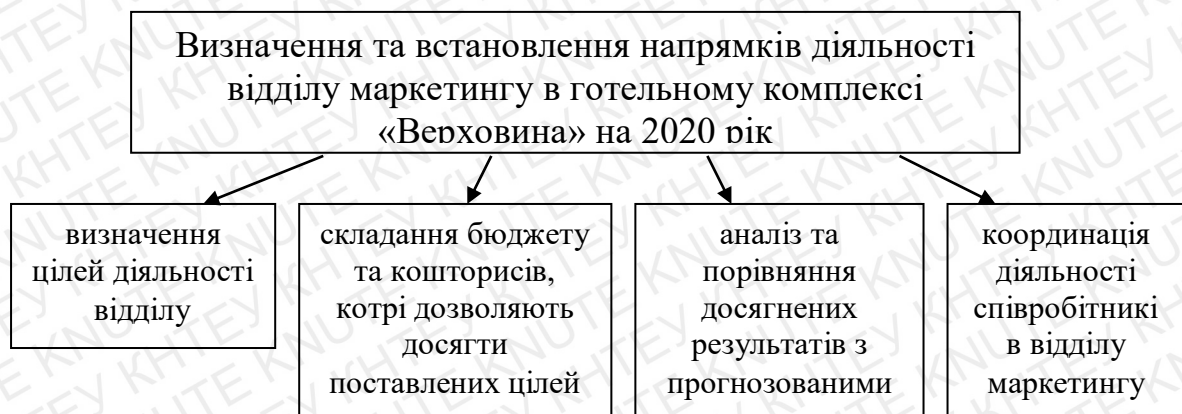 Визначення та встановлення напрямків діяльності
відділу маркетингу в готельному комплексі
«Верховина» на 2020 рік
визначення
цілей діяльності
відділу
складання бюджету
та кошторисів,
котрі дозволяють
досягти
поставлених цілей
аналіз та
порівняння
досягнених
результатів з
прогнозованими
координація
діяльності
співробітникі
в відділу
маркетингу